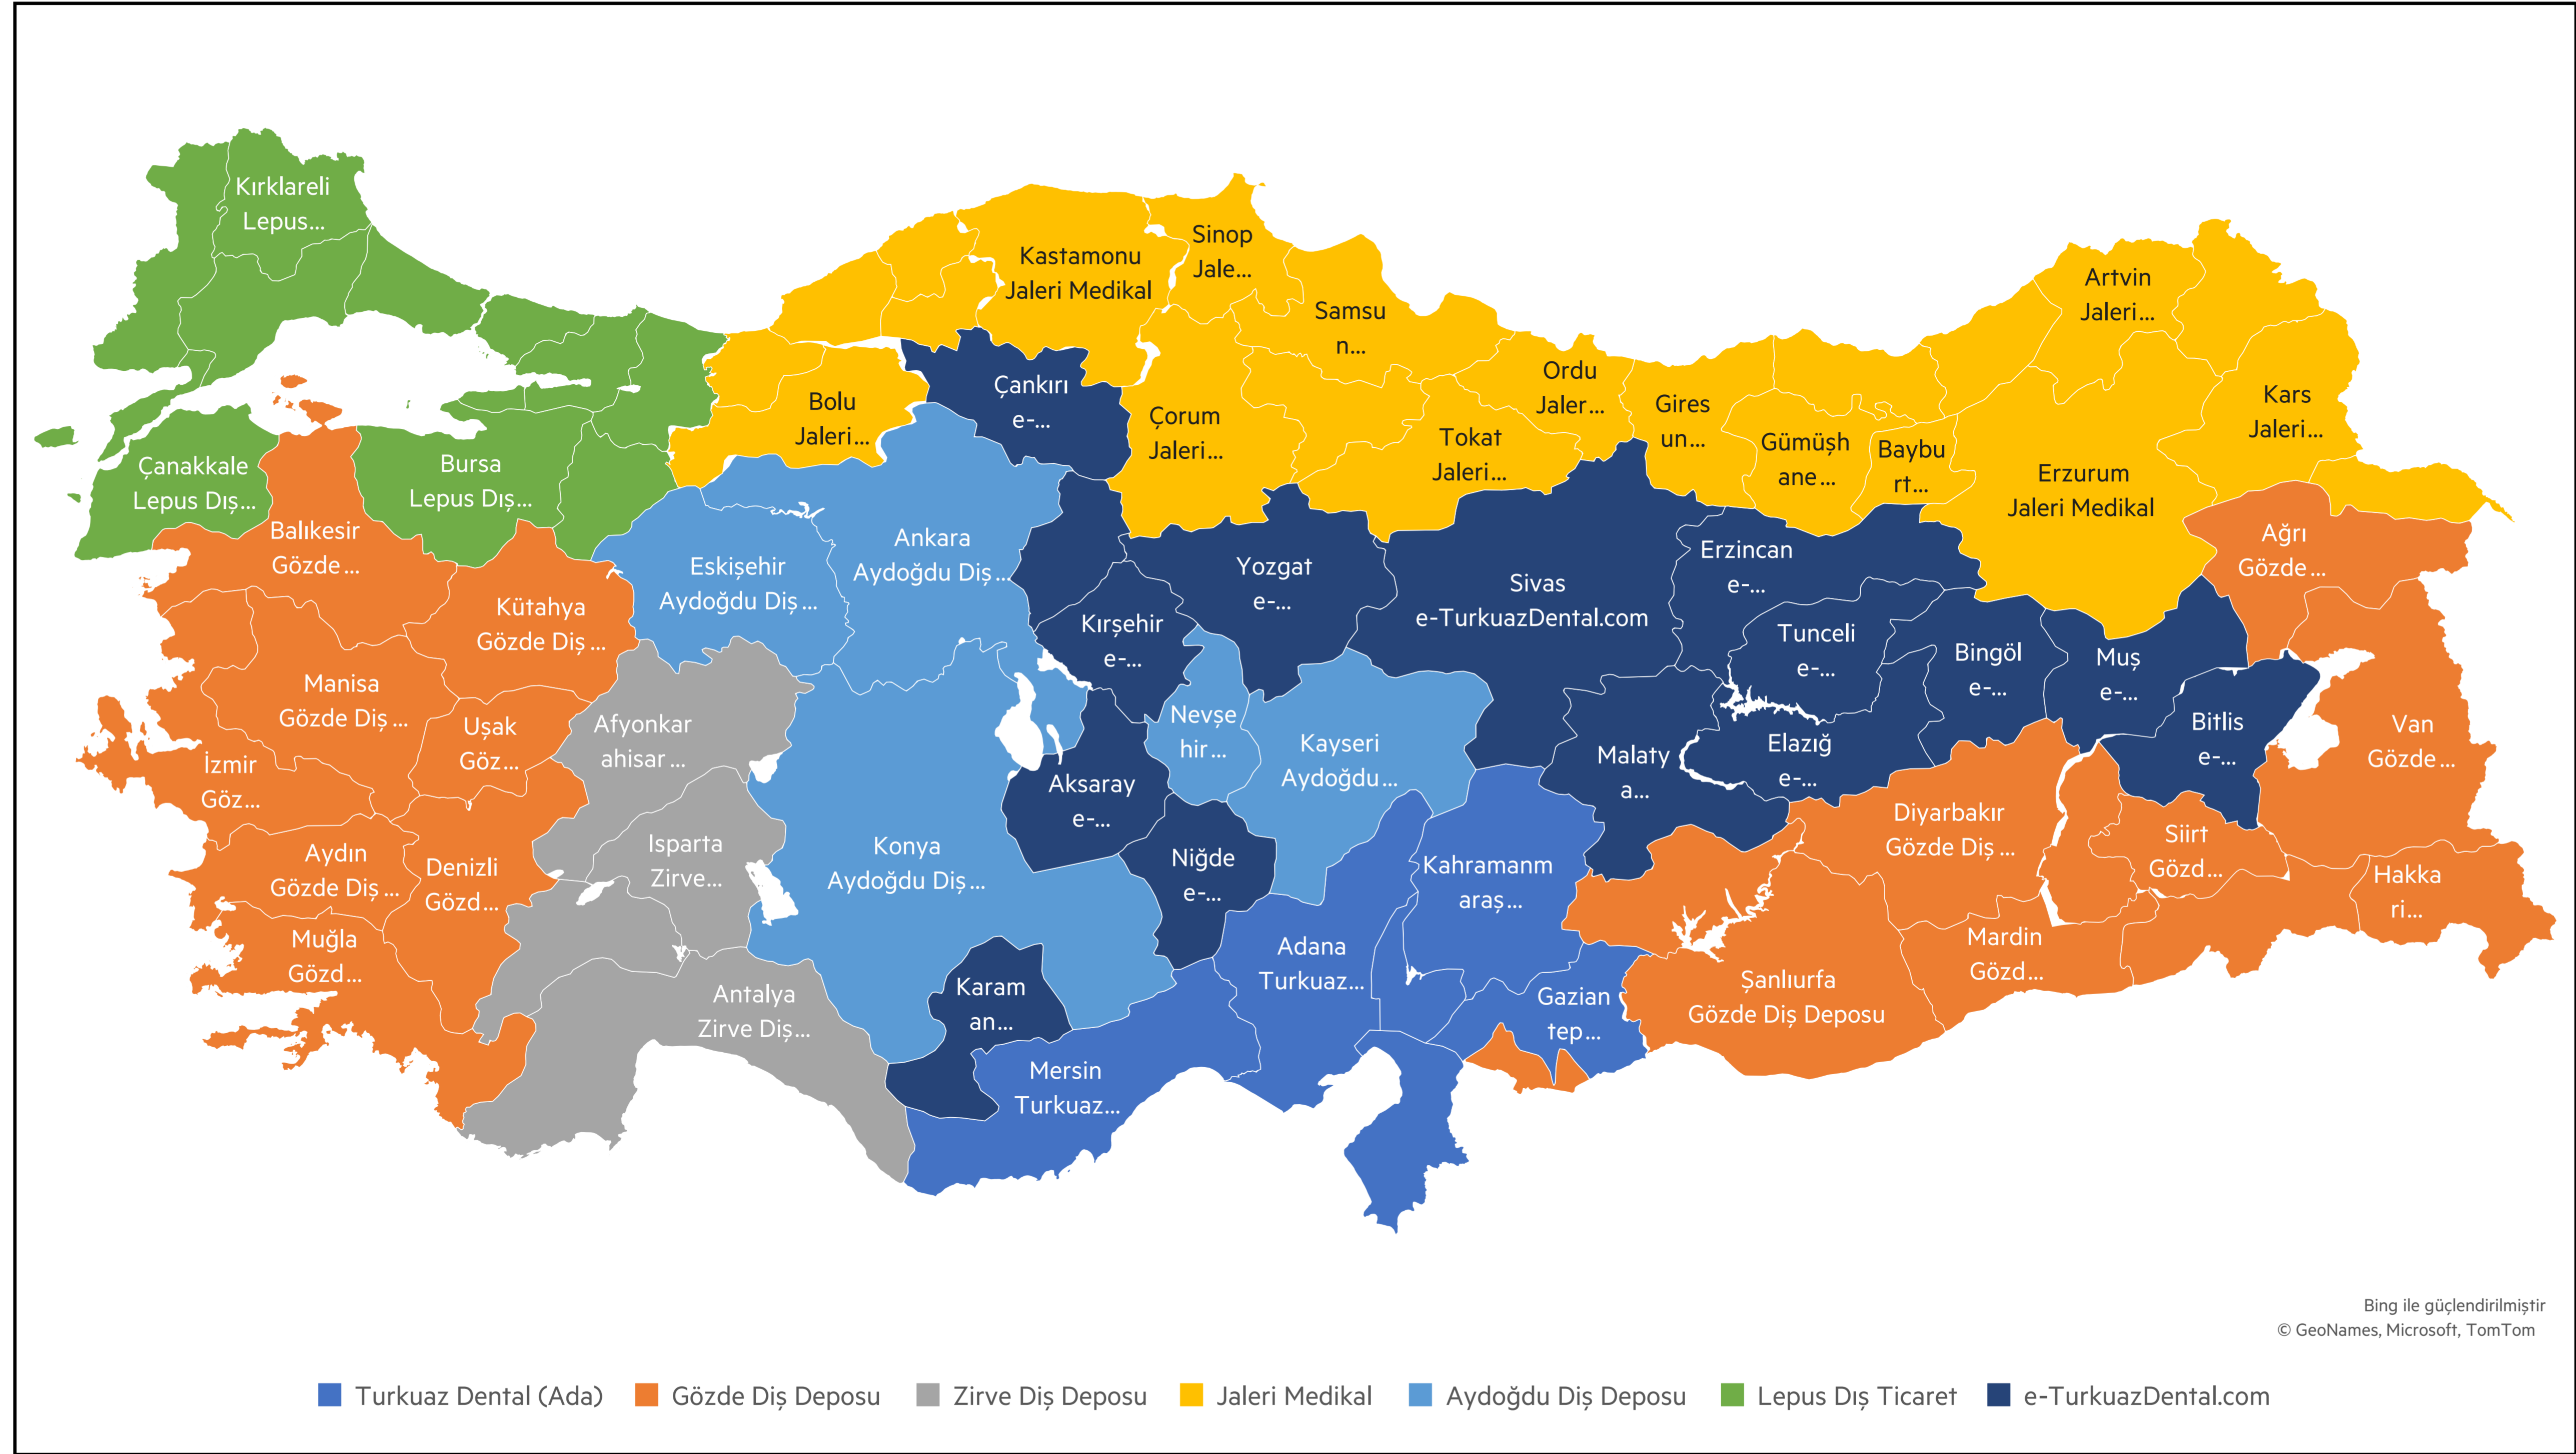 Kırklareli
Lepus...
Kastamonu
Jaleri Medikal
Sinop
Jale...
Samsu
n...
Artvin
Jaleri...
Çankırı
e-...
Bolu
Jaleri...
Çorum
Jaleri...
Ordu
Jaler...
Gires
un...
Tokat
Jaleri...
Gümüşh
ane...
Baybu
rt...
Kars
Jaleri...
Erzurum
Jaleri Medikal
Çanakkale
Lepus Dış...
Bursa
Lepus Dış...
Balıkesir
Gözde...
Ankara
Aydoğdu Diş...
Eskişehir
Aydoğdu Diş...
Yozgat
e-...
Sivas
e-TurkuazDental.com
Erzincan
e-...
Ağrı
Gözde...
Kütahya
Gözde Diş...
Kırşehir
e-...
Tunceli
e-...
Bingöl
e-...
Muş
e-...
Manisa
Gözde Diş...
Uşak
Göz...
Afyonkar
ahisar...
Nevşe
hir...
Kayseri
Aydoğdu...
Malaty
a...
Elazığ
e-...
Bitlis
e-...
Van
Gözde...
İzmir
Göz...
Aksaray
e-...
Diyarbakır
Gözde Diş...
Siirt
Gözd...
Aydın
Gözde Diş...
Denizli
Gözd...
Isparta
Zirve...
Konya
Aydoğdu Diş...
Niğde
e-...
Kahramanm
araş...
Hakka
ri...
Muğla
Gözd...
Adana
Turkuaz...
Mardin
Gözd...
Antalya
Zirve Diş...
Karam
an...
Gazian
tep...
Şanlıurfa
Gözde Diş Deposu
Mersin
Turkuaz...
Bing ile güçlendirilmiştir
© GeoNames, Microsoft, TomTom
Turkuaz Dental (Ada) Gözde Diş Deposu Zirve Diş Deposu Jaleri Medikal Aydoğdu Diş Deposu Lepus Dış Ticaret e-TurkuazDental.com